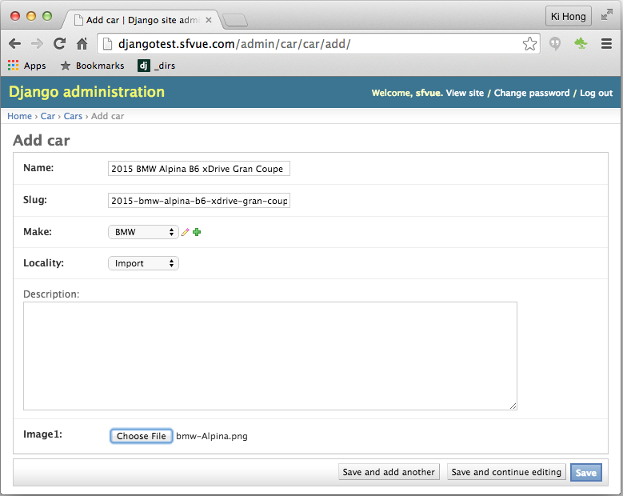 Add car | Django site admin
Ki Hong
djangotest.sfvue.com/admin/car/car/add/
Apps Bookmarks dj _dirs
Django administration
Welcome, sfvue. View site / Change password / Log out
Home › Car › Cars › Add car
Add car
Name: 2015 BMW Alpina B6 xDrive Gran Coupe
Slug: 2015-bmw-alpina-b6-xdrive-gran-coup
Make: BMW
Locality: Import
Description:
Image1: Choose File bmw-Alpina.png
Save and add another Save and continue editing Save